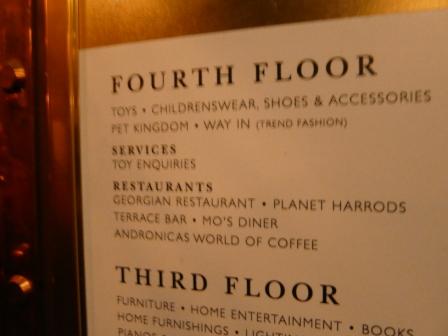 FOURTH FLOOR
TOYS • CHILDRENSWEAR, SHOES & ACCESSORIES
PET KINGDOM • WAY IN (TREND FASHION)
SERVICES
TOY ENQUIRIES
RESTAURANTS
GEORGIAN RESTAURANT • PLANET HARRODS
TERRACE BAR • MO'S DINER
ANDRONICAS WORLD OF COFFEE
THIRD FLOOR
FURNITURE • HOME ENTERTAINMENT • BOOKS
HOME FURNISHINGS •
PIANOS